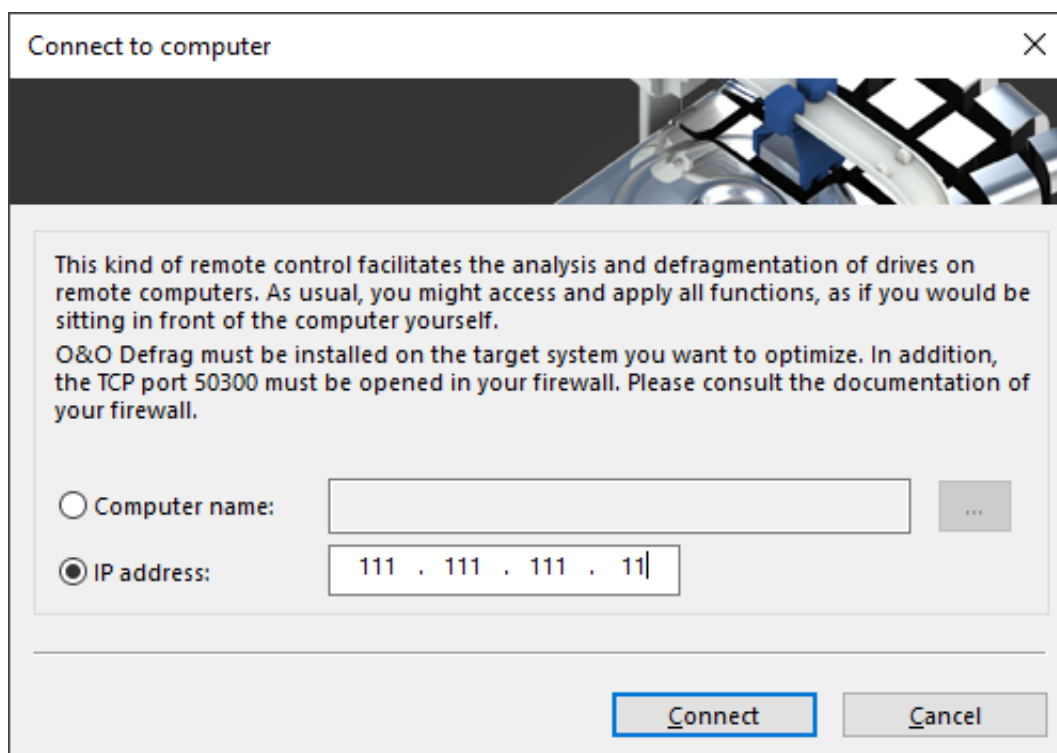 Connect to computer
This kind of remote control facilitates the analysis and defragmentation of drives on
remote computers. As usual, you might access and apply all functions, as if you would be
sitting in front of the computer yourself.
O&O Defrag must be installed on the target system you want to optimize. In addition,
the TCP port 50300 must be opened in your firewall. Please consult the documentation of
your firewall.
Computer name:
...
IP address:
111 . 111 . 111 . 11
Connect
Cancel